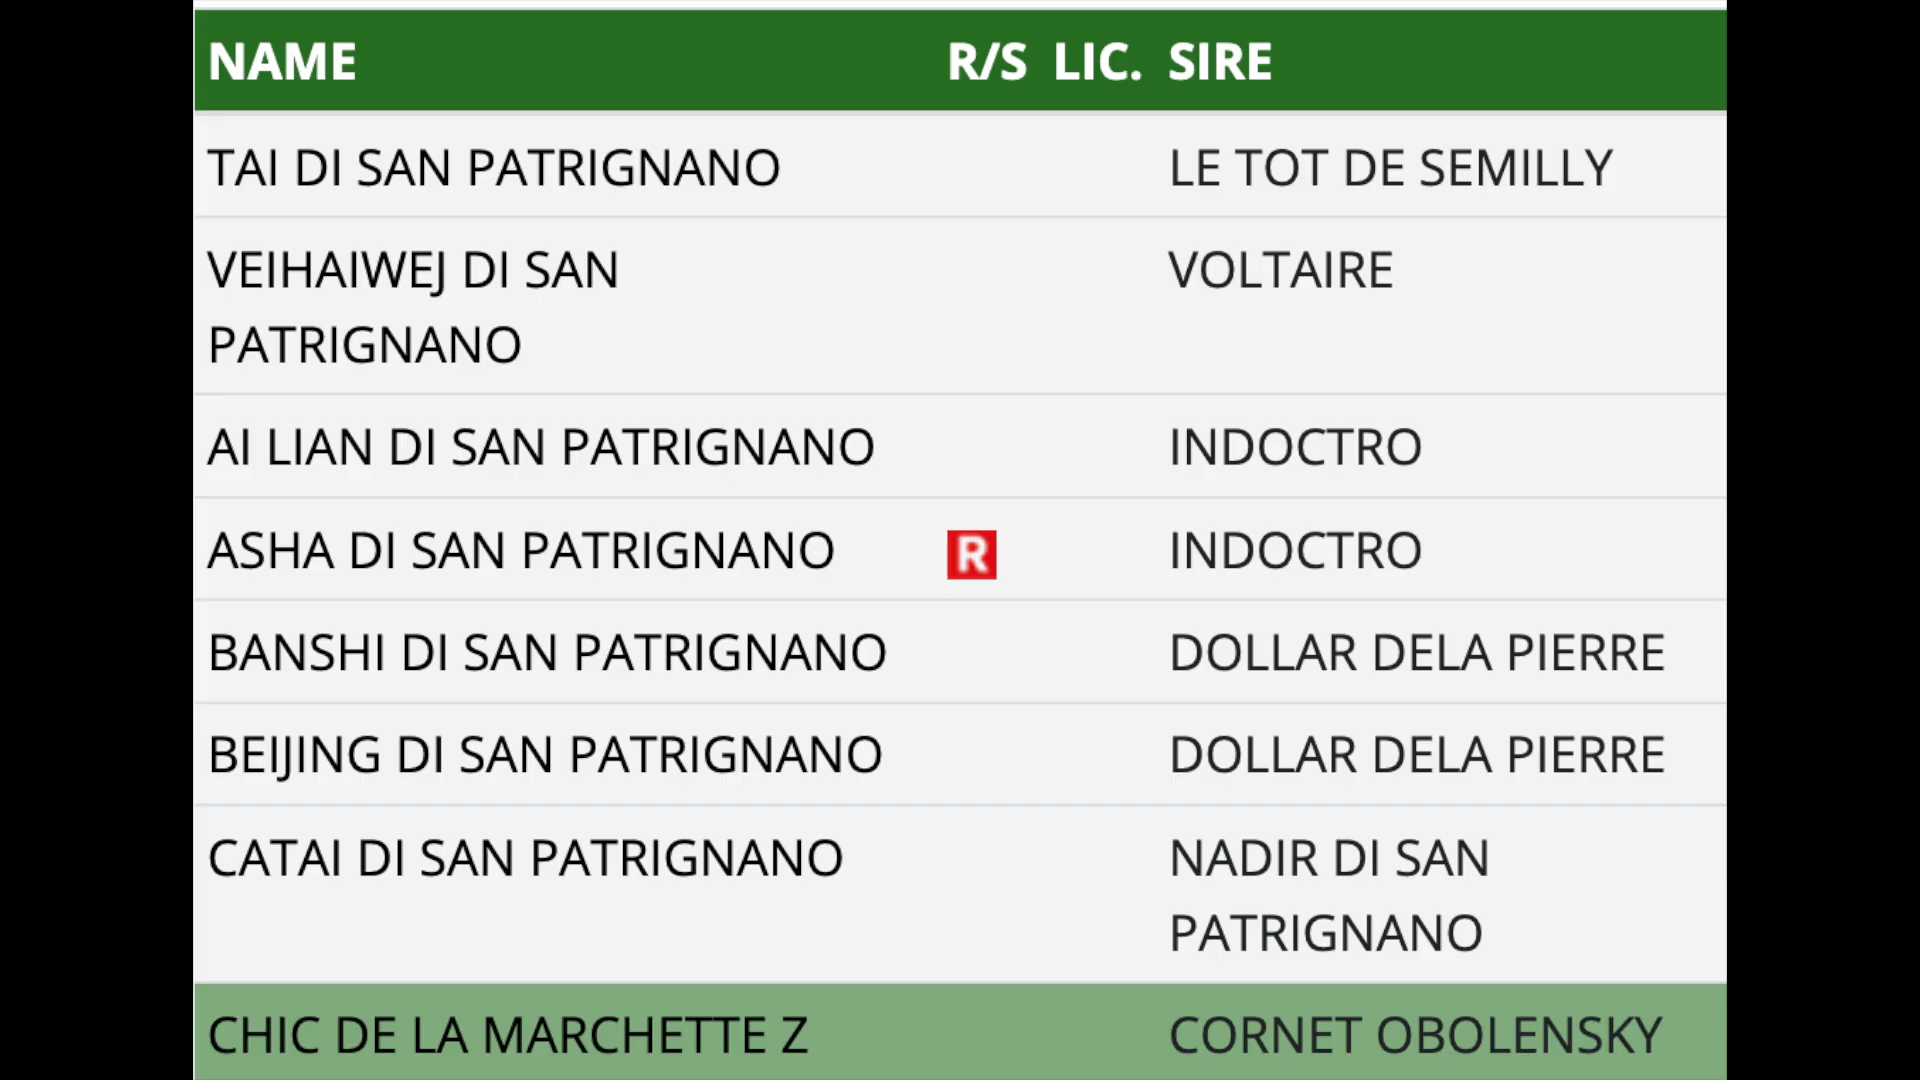 NAME R/S LIC. SIRE
TAI DI SAN PATRIGNANO LE TOT DE SEMILLY
VEIHAIWEJ DI SAN VOLTAIRE
PATRIGNANO
AI LIAN DI SAN PATRIGNANO INDOCTRO
ASHA DI SAN PATRIGNANO R INDOCTRO
BANSHI DI SAN PATRIGNANO DOLLAR DELA PIERRE
BEIJING DI SAN PATRIGNANO DOLLAR DELA PIERRE
CATAI DI SAN PATRIGNANO NADIR DI SAN
PATRIGNANO
CHIC DE LA MARCHETTE Z CORNET OBOLENSKY